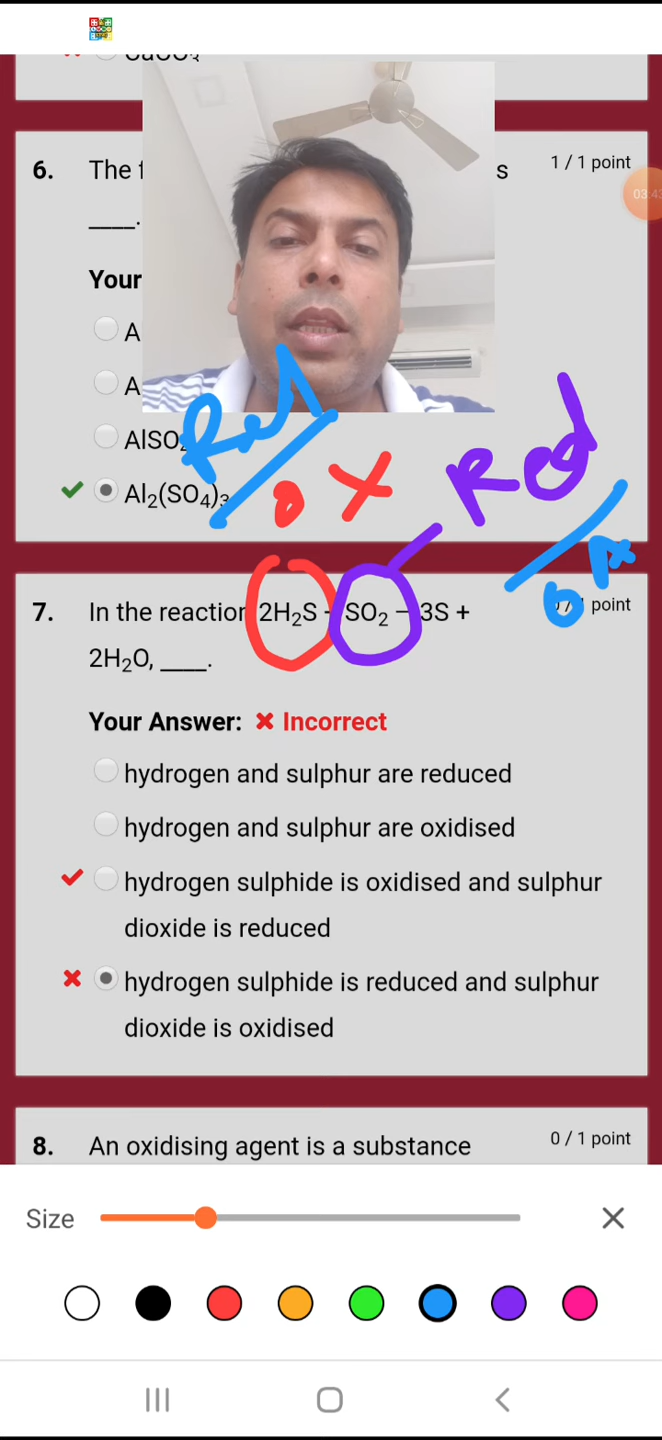 6. The
s 1 / 1 point
____.
Your
A
A
AlSO
Al₂(SO₄)₃
Red
OX
Red
OX
03:43
7. In the reaction 2H₂S + SO₂ → 3S +
point
2H₂O, ____.
Your Answer: ✖ Incorrect
hydrogen and sulphur are reduced
hydrogen and sulphur are oxidised
hydrogen sulphide is oxidised and sulphur
dioxide is reduced
hydrogen sulphide is reduced and sulphur
dioxide is oxidised
8. An oxidising agent is a substance 0 / 1 point
Size